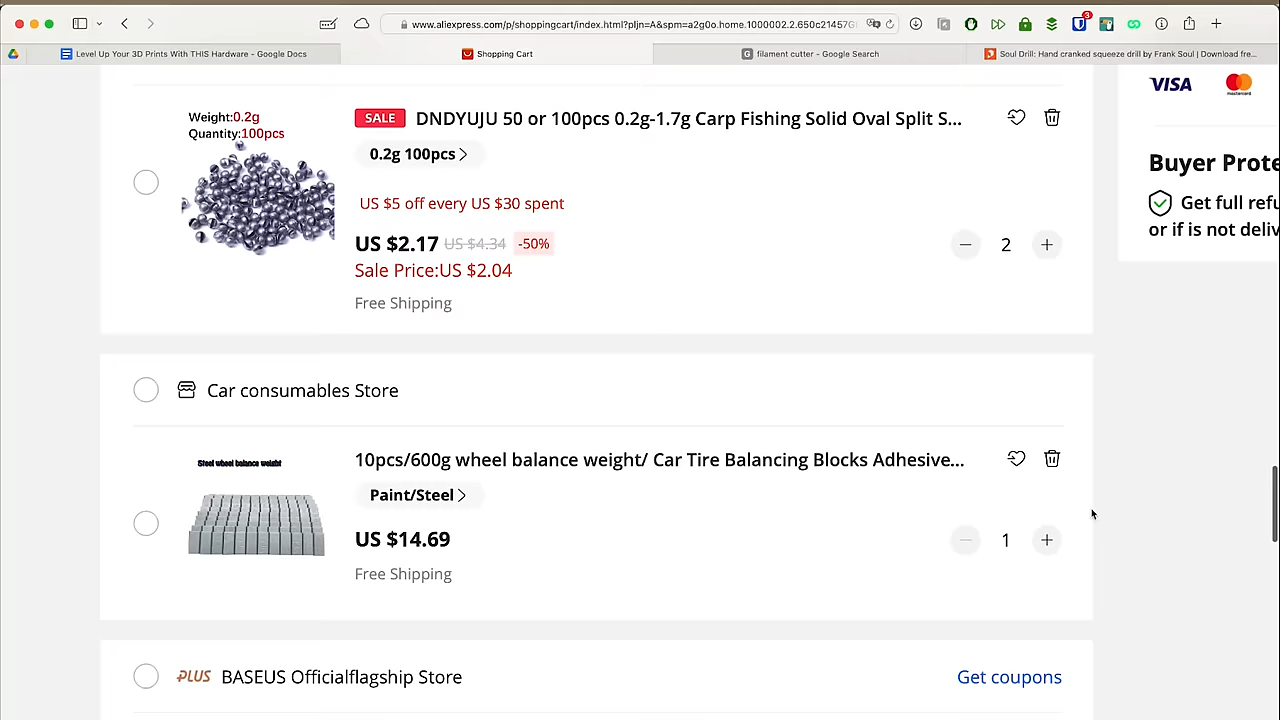 www.aliexpress.com/p/shoppingcart/index.html?pljn=A&spm=a2g0o.home.1000002.2.650c21457G
3
Level Up Your 3D Prints With THIS Hardware - Google Docs
Shopping Cart
filament cutter - Google Search
Soul Drill: Hand cranked squeeze drill by Frank Soul | Download fre...
VISA
mastercard
Weight:0.2g
Quantity:100pcs
SALE
DNDYUJU 50 or 100pcs 0.2g-1.7g Carp Fishing Solid Oval Split S...
0.2g 100pcs
US $5 off every US $30 spent
US $2.17 US $4.34 -50%
2
Sale Price:US $2.04
Free Shipping
Buyer Prote
Get full refu
or if is not deliv
Car consumables Store
Steel wheel balance weight
10pcs/600g wheel balance weight/ Car Tire Balancing Blocks Adhesive...
Paint/Steel
US $14.69
1
Free Shipping
PLUS BASEUS Officialflagship Store
Get coupons